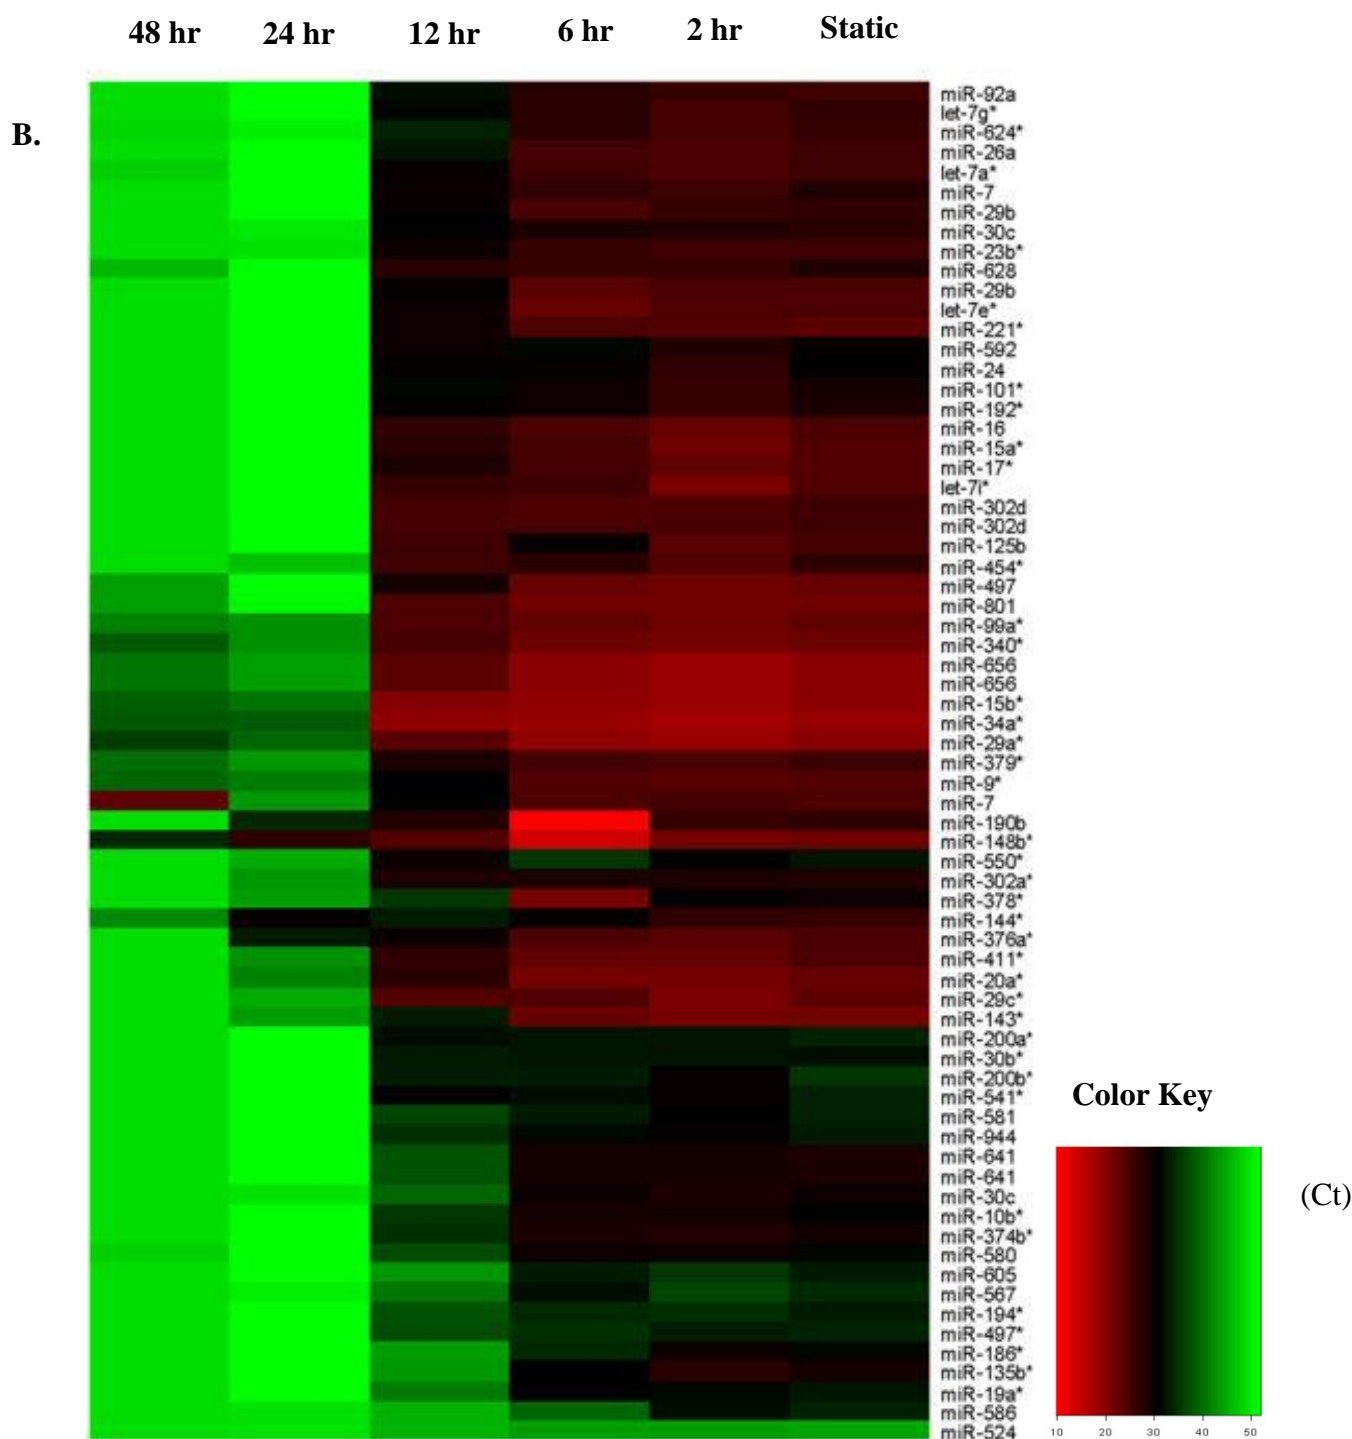 48 hr 24 hr 12 hr 6 hr 2 hr Static
B.
miR-92a
let-7g*
miR-624*
miR-26a
let-7a*
miR-7
miR-29b
miR-30c
miR-23b*
miR-628
miR-29b
let-7e*
miR-221*
miR-592
miR-24
miR-101*
miR-192*
miR-16
miR-15a*
miR-17*
let-7i*
miR-302d
miR-302d
miR-125b
miR-454*
miR-497
miR-801
miR-99a*
miR-340*
miR-656
miR-656
miR-15b*
miR-34a*
miR-29a*
miR-379*
miR-9*
miR-7
miR-190b
miR-148b*
miR-550*
miR-302a*
miR-378*
miR-144*
miR-376a*
miR-411*
miR-20a*
miR-29c*
miR-143*
miR-200a*
miR-30b*
miR-200b*
miR-541*
miR-581
miR-944
miR-641
miR-641
miR-30c
miR-10b*
miR-374b*
miR-580
miR-605
miR-567
miR-194*
miR-497*
miR-186*
miR-135b*
miR-19a*
miR-586
miR-524
Color Key
(Ct)
10 20 30 40 50